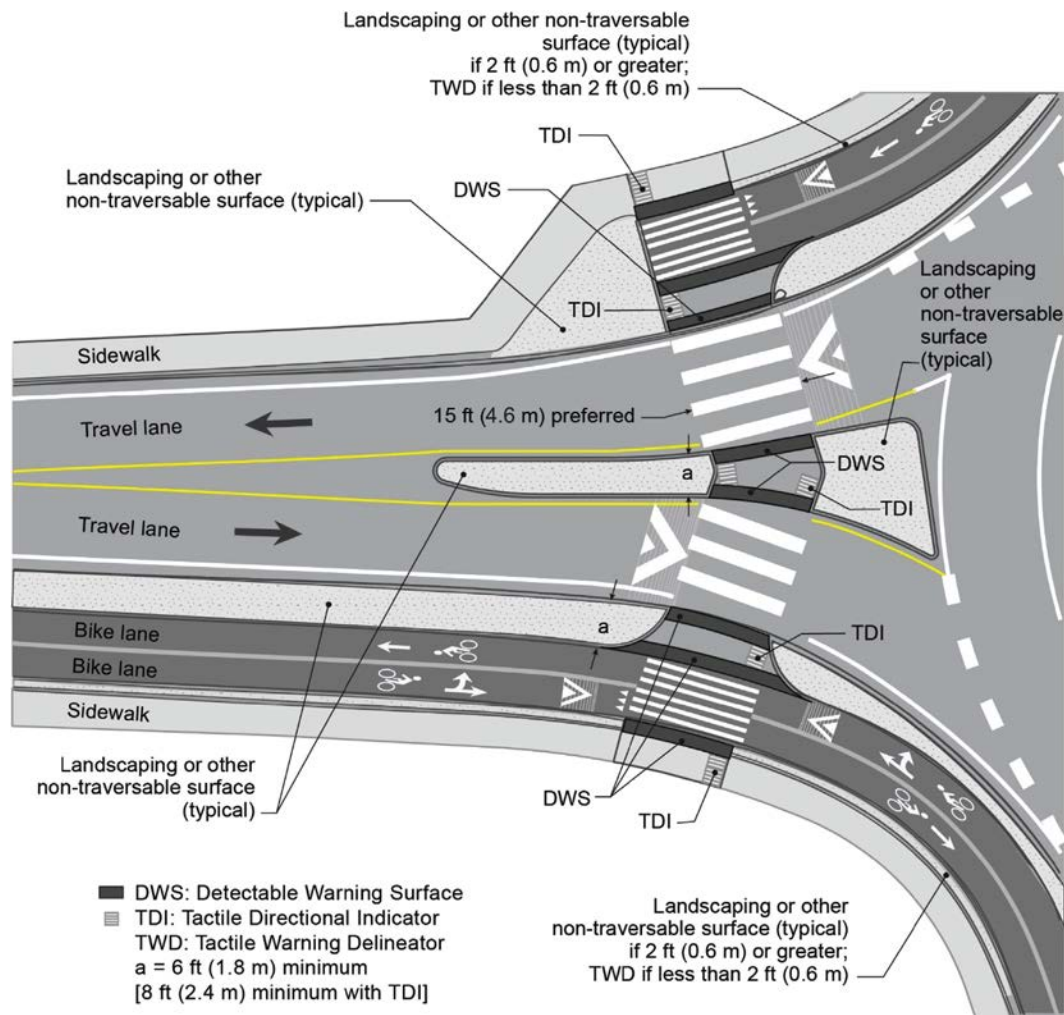 Landscaping or other non-traversable
surface (typical)
if 2 ft (0.6 m) or greater;
TWD if less than 2 ft (0.6 m)
TDI
Landscaping or other
non-traversable surface (typical)
DWS
TDI
Landscaping
or other
non-traversable
surface
(typical)
Sidewalk
15 ft (4.6 m) preferred
Travel lane
DWS
a
TDI
Travel lane
a
TDI
Bike lane
Bike lane
Sidewalk
Landscaping or other
non-traversable surface
(typical)
DWS
TDI
DWS: Detectable Warning Surface
TDI: Tactile Directional Indicator
TWD: Tactile Warning Delineator
a = 6 ft (1.8 m) minimum
[8 ft (2.4 m) minimum with TDI]
Landscaping or other
non-traversable surface (typical)
if 2 ft (0.6 m) or greater;
TWD if less than 2 ft (0.6 m)